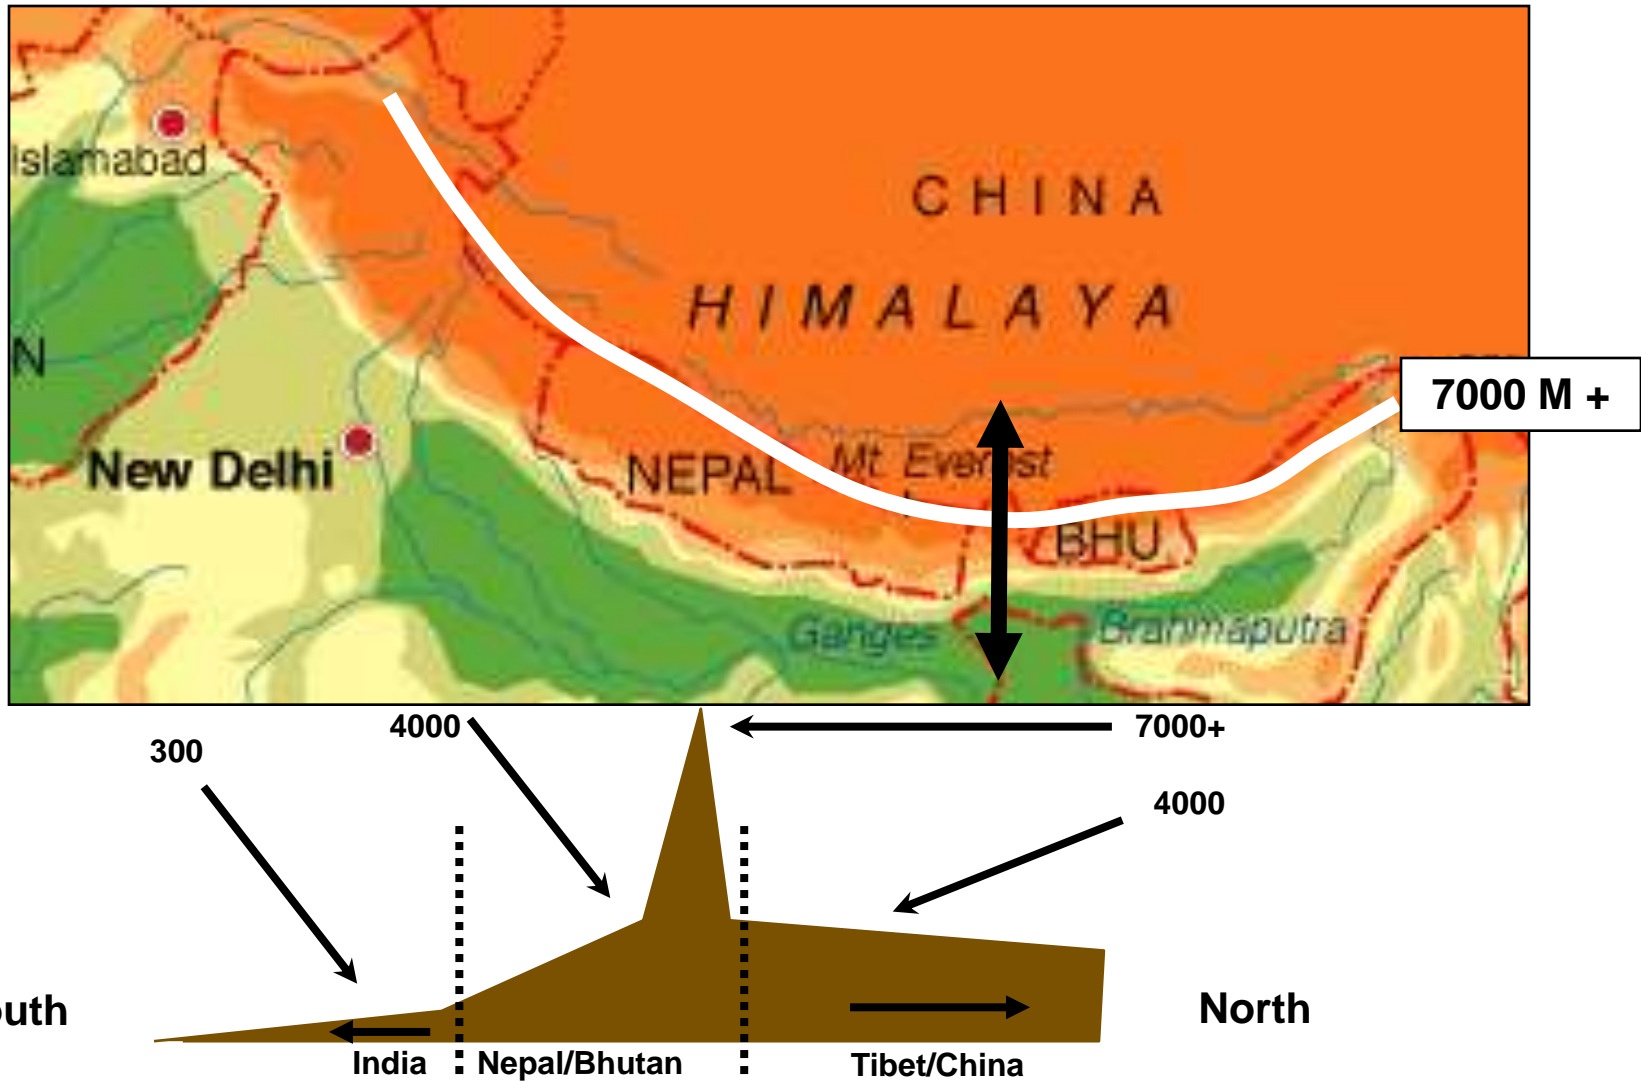 Islamabad
CHINA
HIMALAYA
N
7000 M +
New Delhi
NEPAL
Mt Everest
BHU
Ganges
Brahmaputra
4000
7000+
300
4000
outh
North
India
Nepal/Bhutan
Tibet/China